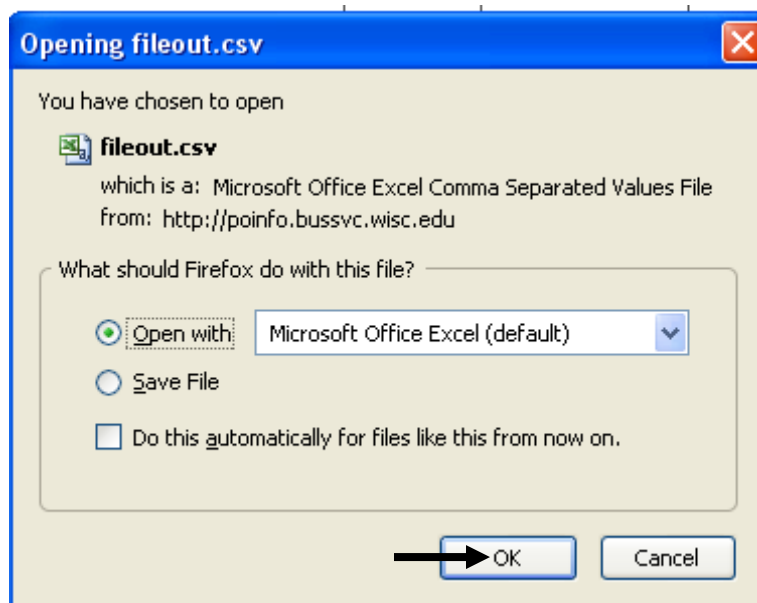 Opening fileout.csv
You have chosen to open
fileout.csv
which is a: Microsoft Office Excel Comma Separated Values File
from: http://poinfo.bussvc.wisc.edu
What should Firefox do with this file?
Open with Microsoft Office Excel (default)
Save File
Do this automatically for files like this from now on.
OK Cancel